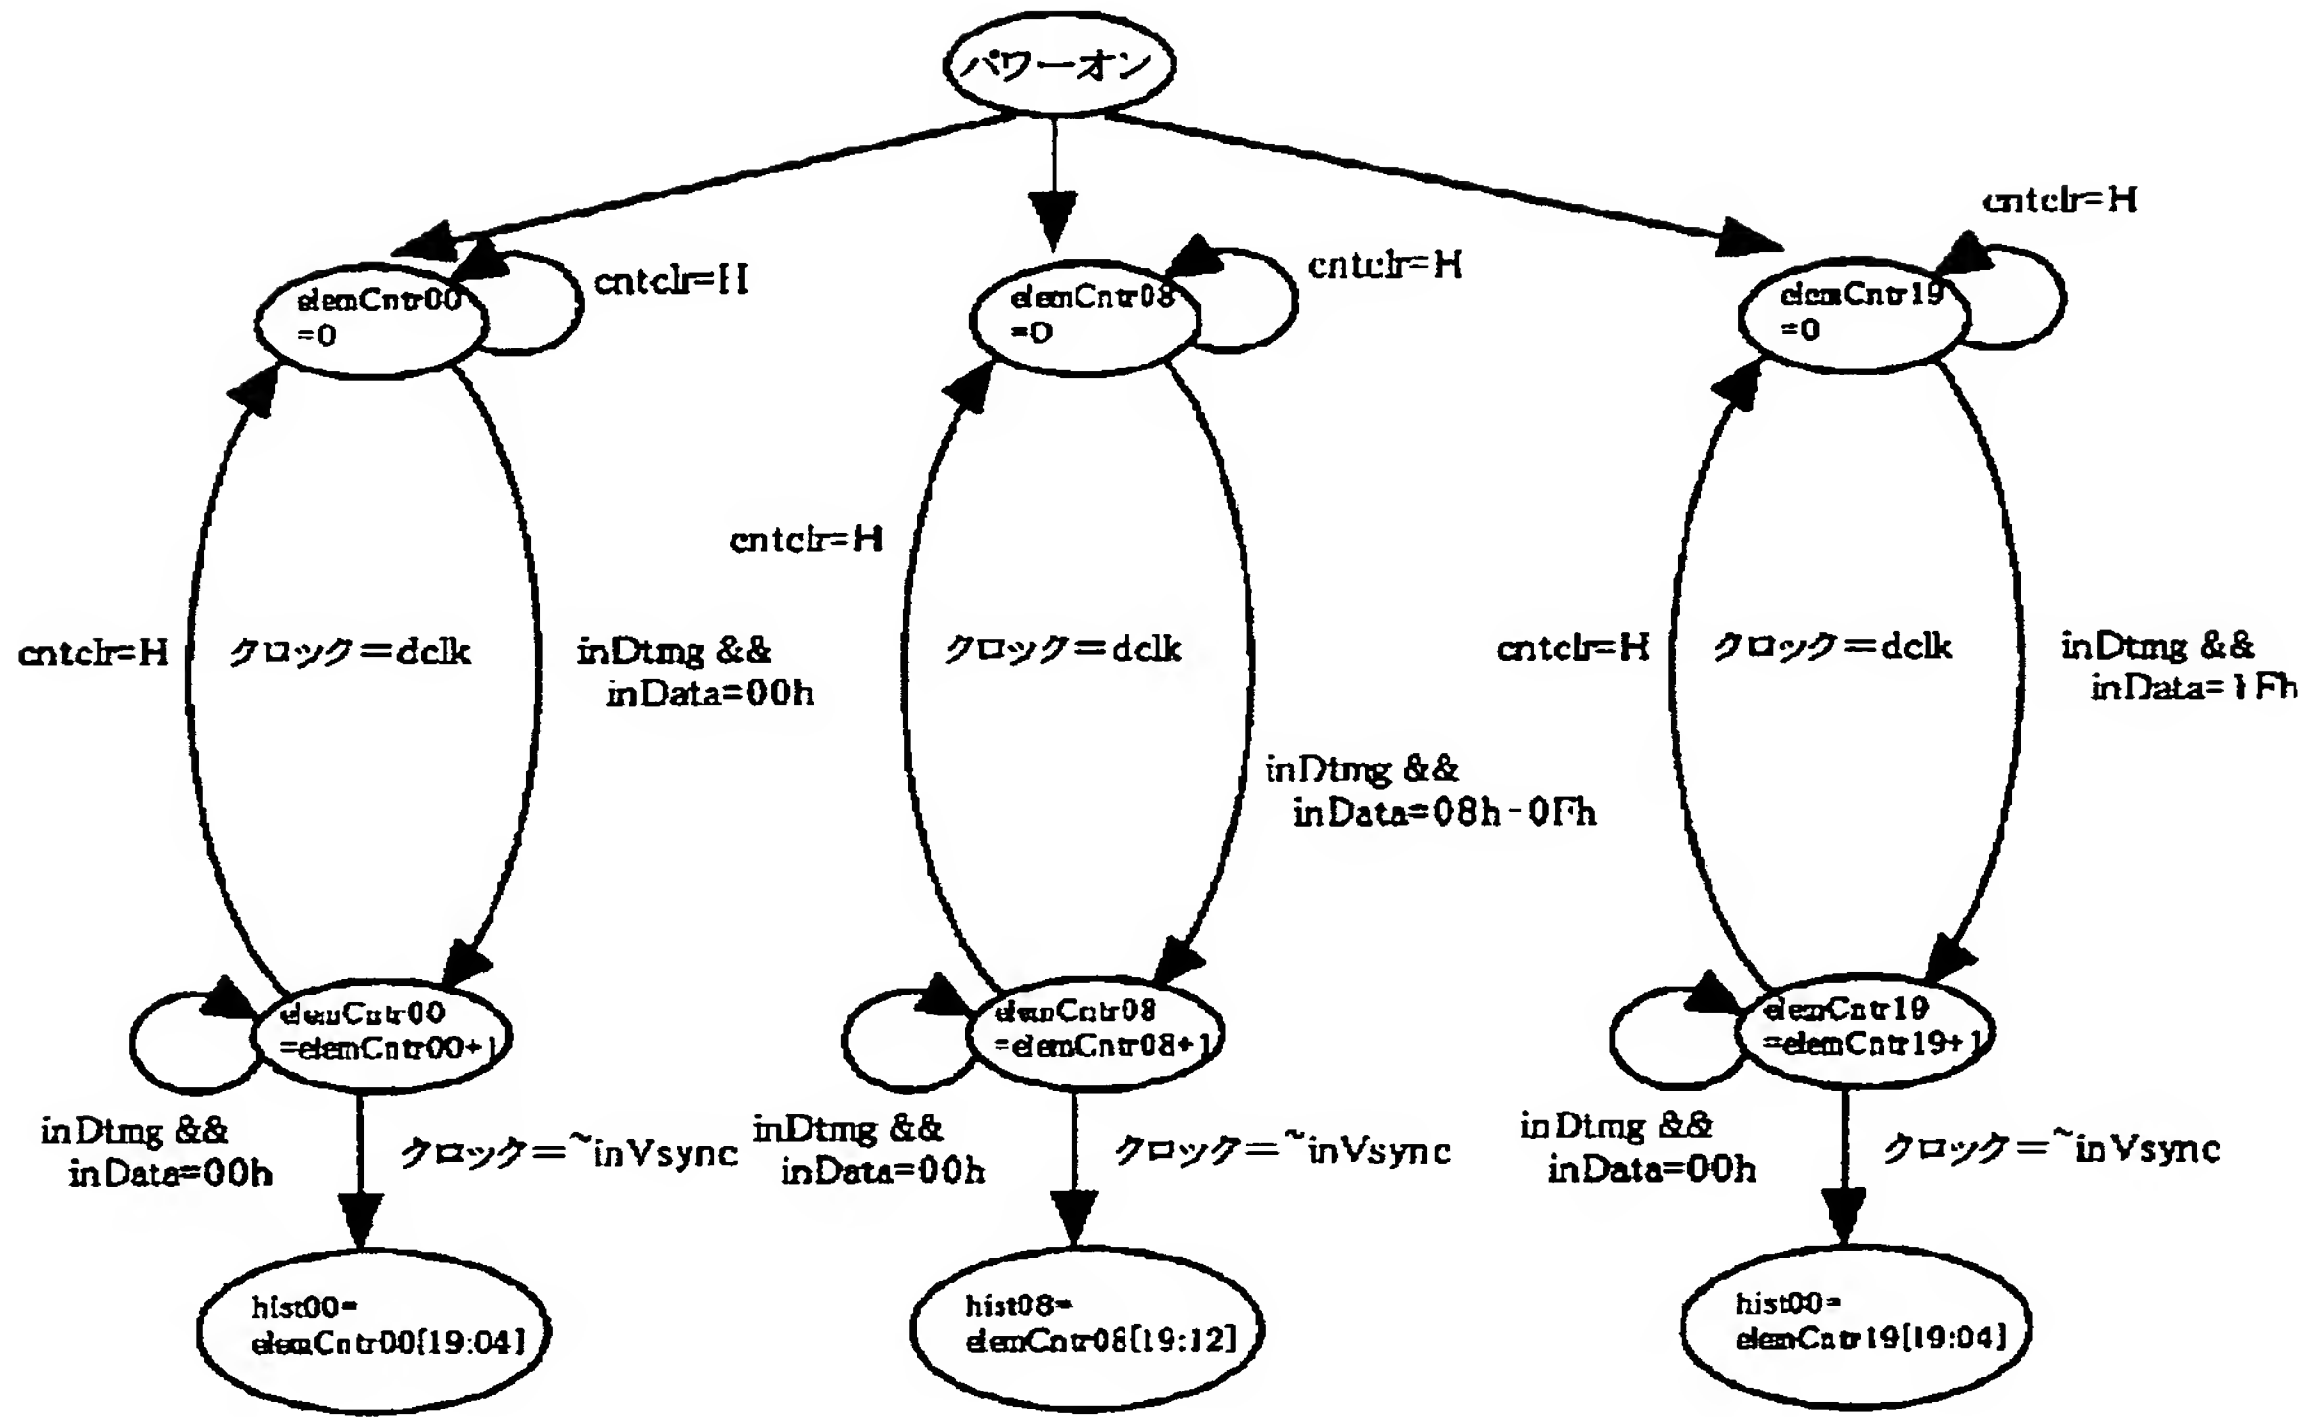 パワーオン
cntclr=H
elemCntr00
=0
cntclr=H
elemCntr08
=0
cntclr=H
elemCntr19
=0
cntclr=H
クロック=dclk
inDtmg &&
inData=00h
cntclr=H
クロック=dclk
inDtmg &&
inData=08h-0Fh
cntclr=H
クロック=dclk
inDtmg &&
inData=1Fh
elemCntr00
=elemCntr00+1
elemCntr08
=elemCntr08+1
elemCntr19
=elemCntr19+1
inDtmg &&
inData=00h
クロック=~inVsync
inDtmg &&
inData=00h
クロック=~inVsync
inDtmg &&
inData=00h
クロック=~inVsync
hist00=
elemCntr00[19:04]
hist08=
elemCntr08[19:12]
hist00=
elemCntr19[19:04]